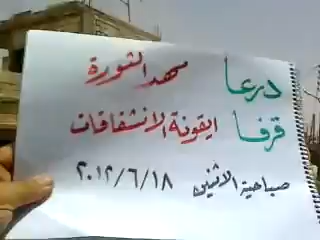 درعا مهد الثورة
قرفا ايقونة الانشقاقات
صباحية الاثنين ٢٠١٢/٦/١٨